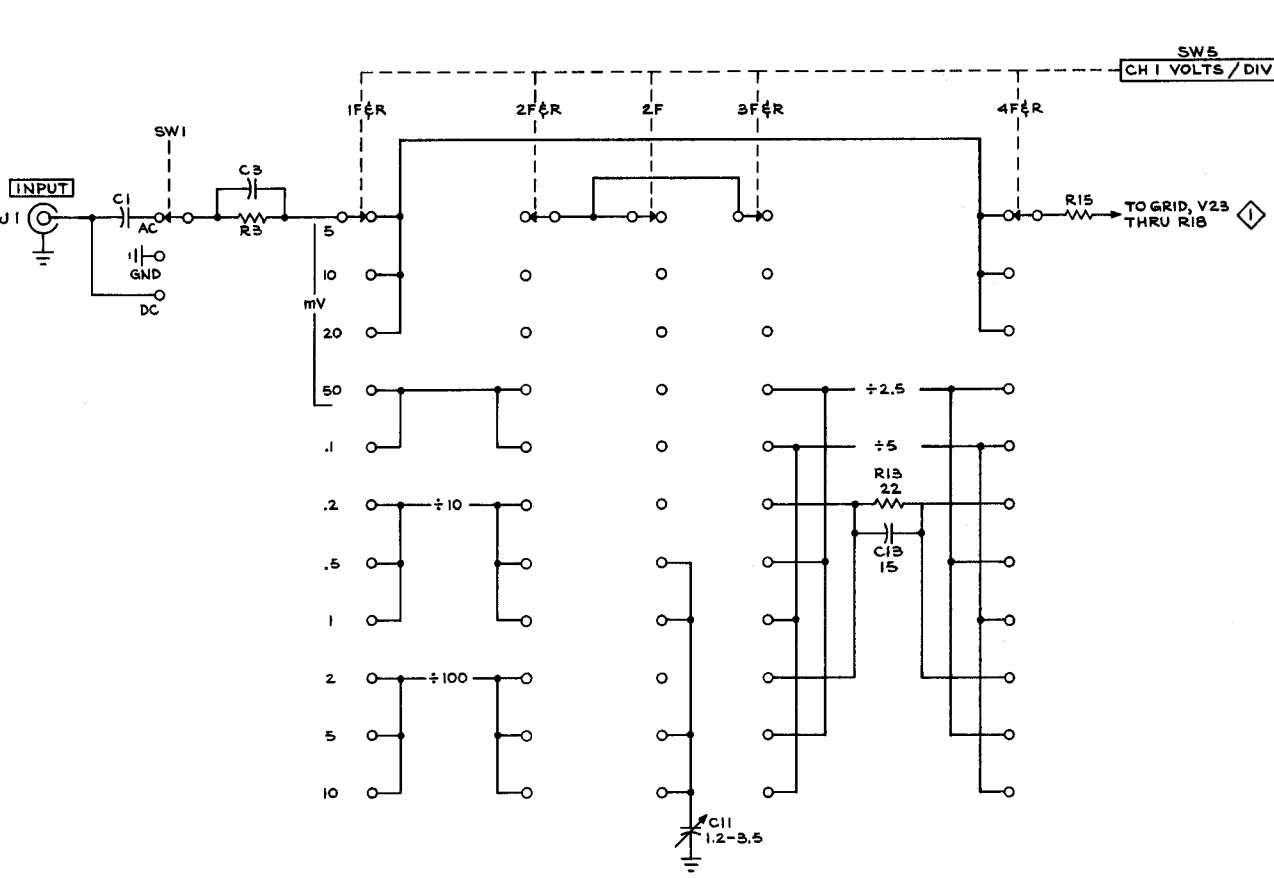 SW5
CH 1 VOLTS / DIV
1F&R
2F&R
2F
3F&R
4F&R
SW1
INPUT
J1
C1
AC
C3
R3
5
R15
TO GRID, V23
THRU R18
1
GND
10
DC
mV
20
50
÷2.5
.1
÷5
.2
÷10
R13
22
C13
15
.5
1
2
÷100
5
10
C11
1.2-3.5